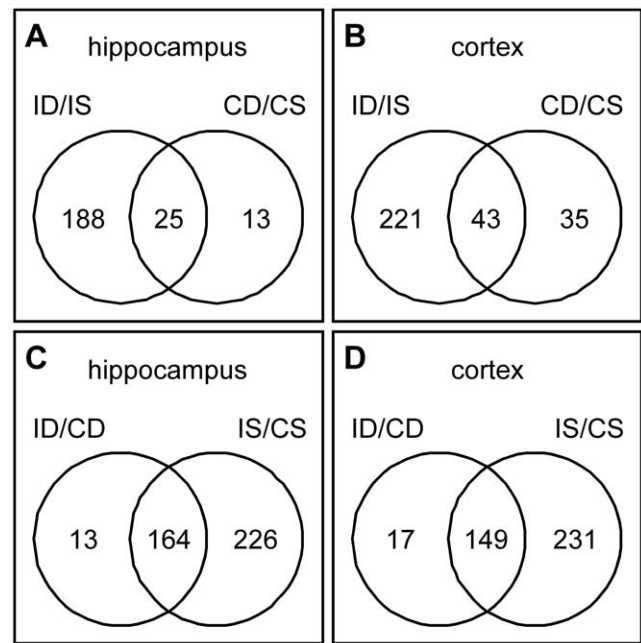 A
hippocampus
ID/IS CD/CS
188 25 13
B
cortex
ID/IS CD/CS
221 43 35
C
hippocampus
ID/CD IS/CS
13 164 226
D
cortex
ID/CD IS/CS
17 149 231